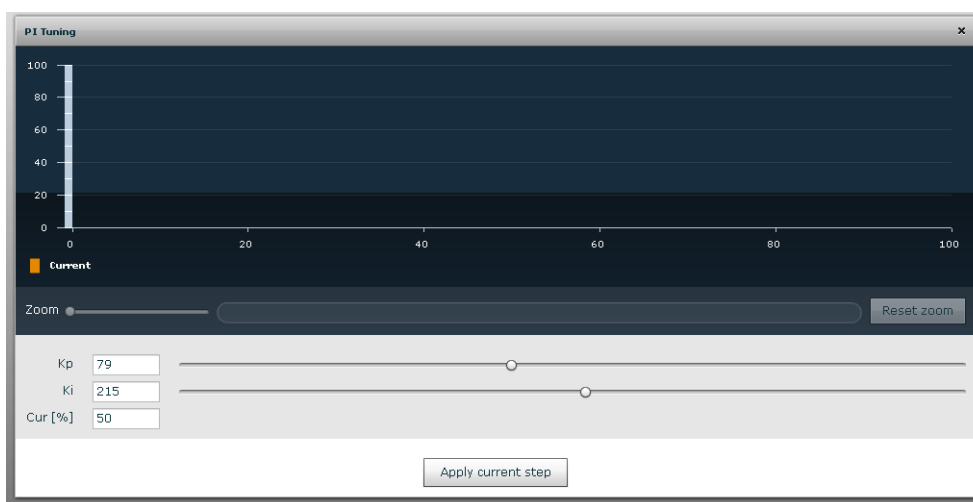 PI Tuning x
100
80
60
40
20
0
0 20 40 60 80 100
Current
Zoom Reset zoom
Kp 79
Ki 215
Cur [%] 50
Apply current step